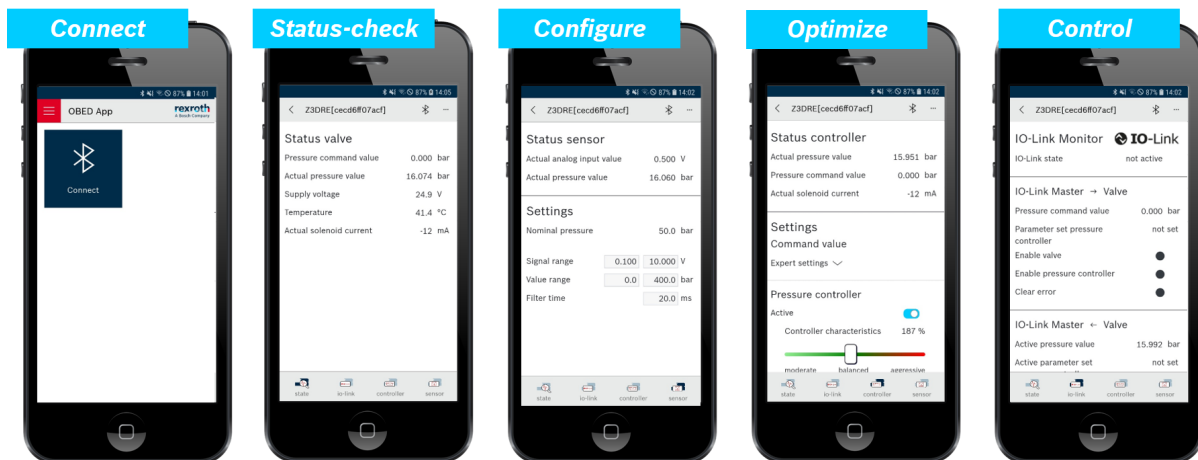 Connect
87% 14:01
OBED App
rexroth
A Bosch Company
Connect
Status-check
87% 14:05
Z3DRE[cecd6ff07acf]
Status valve
Pressure command value 0.000 bar
Actual pressure value 16.074 bar
Supply voltage 24.9 V
Temperature 41.4 °C
Actual solenoid current -12 mA
state io-link controller sensor
Configure
87% 14:02
Z3DRE[cecd6ff07acf]
Status sensor
Actual analog input value 0.500 V
Actual pressure value 16.060 bar
Settings
Nominal pressure 50.0 bar
Signal range 0.100 10.000 V
Value range 0.0 400.0 bar
Filter time 20.0 ms
state io-link controller sensor
Optimize
87% 14:02
Z3DRE[cecd6ff07acf]
Status controller
Actual pressure value 15.951 bar
Pressure command value 0.000 bar
Actual solenoid current -12 mA
Settings
Command value
Expert settings
Pressure controller
Active
Controller characteristics 187 %
moderate balanced aggressive
state io-link controller sensor
Control
87% 14:02
Z3DRE[cecd6ff07acf]
IO-Link Monitor IO-Link
IO-Link state not active
IO-Link Master → Valve
Pressure command value 0.000 bar
Parameter set pressure not set
controller
Enable valve
Enable pressure controller
Clear error
IO-Link Master ← Valve
Active pressure value 15.992 bar
Active parameter set not set
state io-link controller sensor